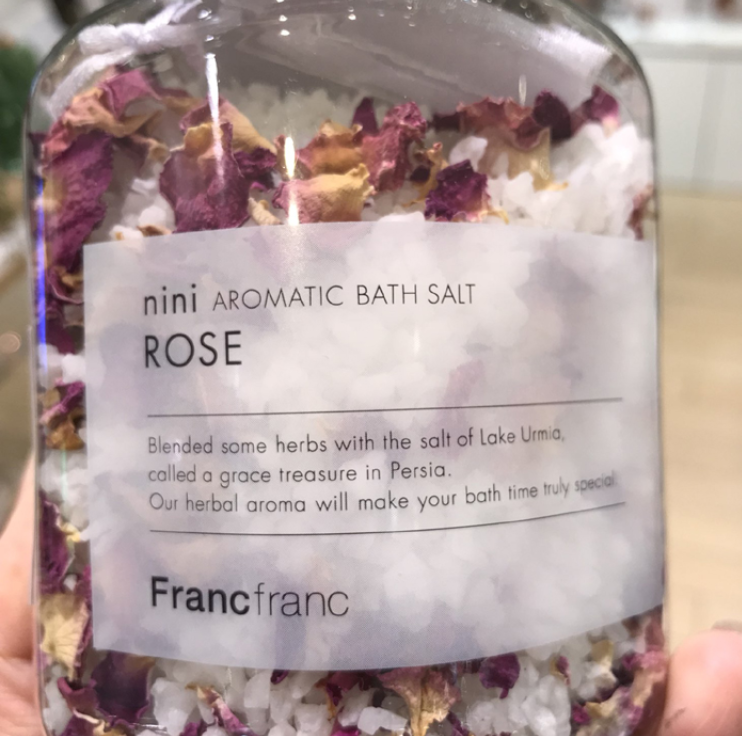 nini AROMATIC BATH SALT
ROSE
Blended some herbs with the salt of Lake Urmia,
called a grace treasure in Persia.
Our herbal aroma will make your bath time truly special.
Francfranc